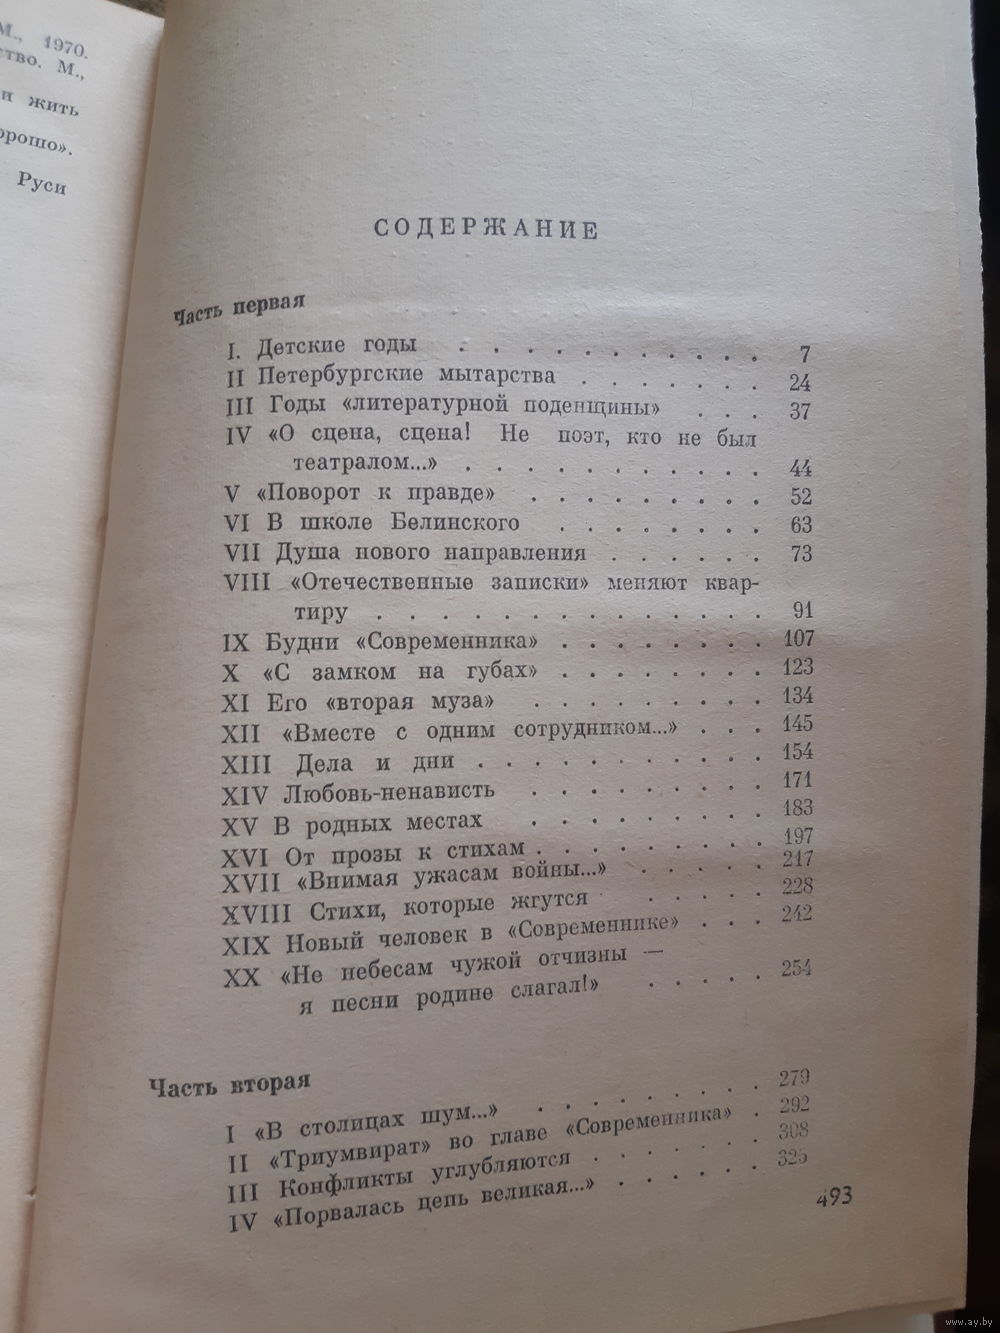 М., 1970.
ство. М.,
и жить
орошо».
Руси
СОДЕРЖАНИЕ
Часть первая
I. Детские годы . . . . . . . . . . . 7
II Петербургские мытарства . . . . . . . 24
III Годы «литературной поденщины» . . . 37
IV «О сцена, сцена! Не поэт, кто не был
театралом...» . . . . . . . . . . . 44
V «Поворот к правде» . . . . . . . . . 52
VI В школе Белинского . . . . . . . . 63
VII Душа нового направления . . . . . . 73
VIII «Отечественные записки» меняют квар-
тиру . . . . . . . . . . . . . . 91
IX Будни «Современника» . . . . . . . . 107
X «С замком на губах» . . . . . . . . 123
XI Его «вторая муза» . . . . . . . . . 134
XII «Вместе с одним сотрудником...» . . . 145
XIII Дела и дни . . . . . . . . . . . 154
XIV Любовь-ненависть . . . . . . . . . 171
XV В родных местах . . . . . . . . . 183
XVI От прозы к стихам . . . . . . . . . 197
XVII «Внимая ужасам войны...» . . . . . . 217
XVIII Стихи, которые жгутся . . . . . 228
XIX Новый человек в «Современнике» . . . 242
XX «Не небесам чужой отчизны —
я песни родине слагал!» . . . . . 254
Часть вторая
I «В столицах шум...» . . . . . . . . . 279
II «Триумвират» во главе «Современника» . 292
III Конфликты углубляются . . . . . . . 308
IV «Порвалась цепь великая...» . . . . . . 325
493
www.ay.by